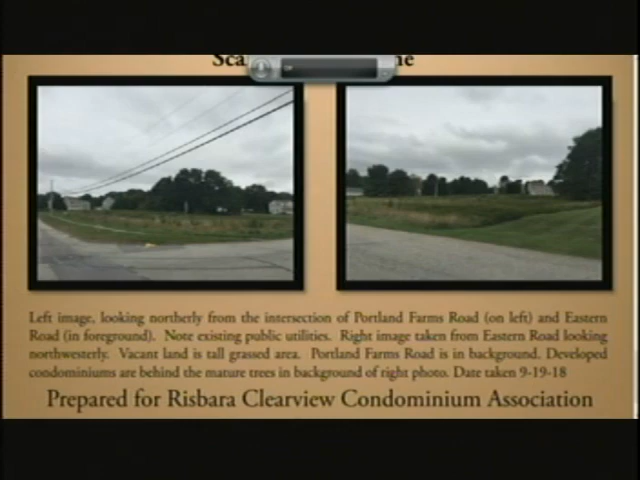 Left image, looking northerly from the intersection of Portland Farms Road (on left) and Eastern
Road (in foreground). Note existing public utilities. Right image taken from Eastern Road looking
northwesterly. Vacant land is tall grassed area. Portland Farms Road is in background. Developed
condominiums are behind the mature trees in background of right photo. Date taken 9-19-18
Prepared for Risbara Clearview Condominium Association